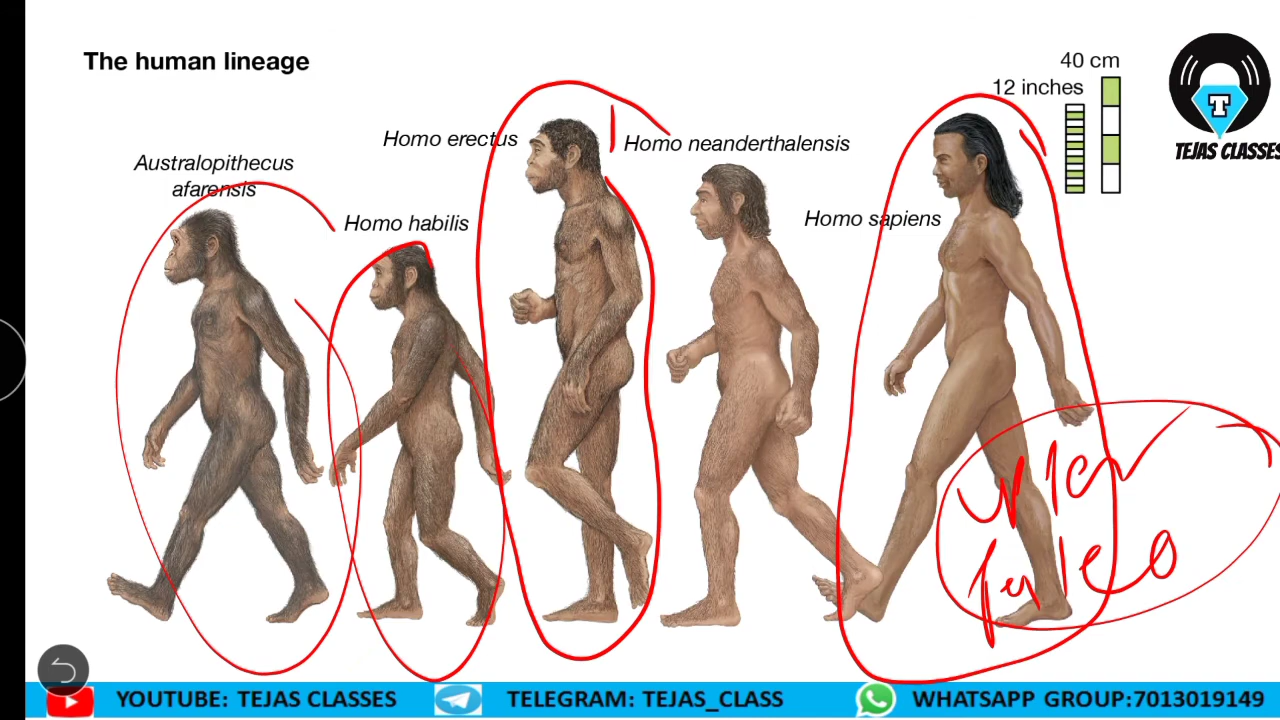 The human lineage
40 cm
12 inches
T
TEJAS CLASSES
Homo erectus
Homo neanderthalensis
Australopithecus
afarensis
Homo habilis
Homo sapiens
YOUTUBE: TEJAS CLASSES
TELEGRAM: TEJAS_CLASS
WHATSAPP GROUP:7013019149